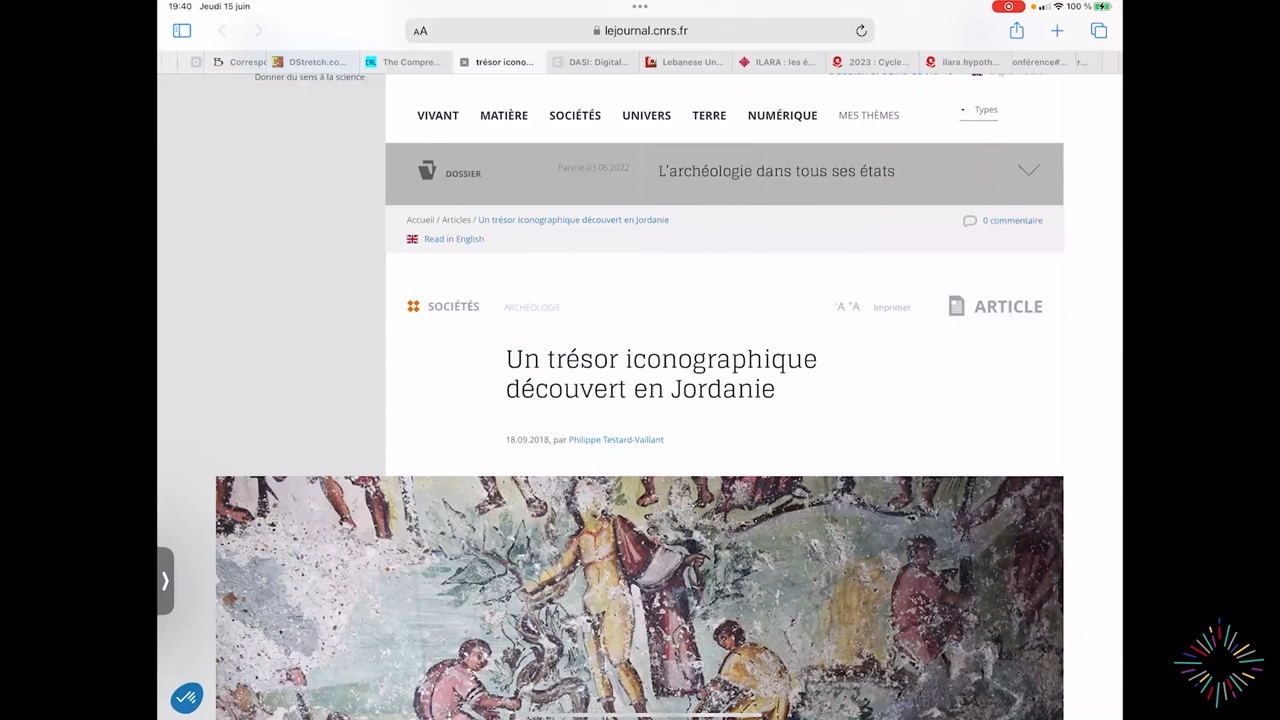 19:40 Jeudi 15 juin
100 %
AA lejournal.cnrs.fr
Corresp DStretch.co... The Compre... trésor icono... DASI: Digital... Lebanese Un... ILARA : les é... 2023 : Cycle... ilara.hypoth... onférence#...
Donner du sens à la science
VIVANT MATIÈRE SOCIÉTÉS UNIVERS TERRE NUMÉRIQUE MES THÈMES Types
DOSSIER Paru le 03.06.2022 L'archéologie dans tous ses états
Accueil / Articles / Un trésor iconographique découvert en Jordanie 0 commentaire
Read in English
SOCIÉTÉS ARCHÉOLOGIE -A +A Imprimer ARTICLE
Un trésor iconographique
découvert en Jordanie
18.09.2018, par Philippe Testard-Vaillant